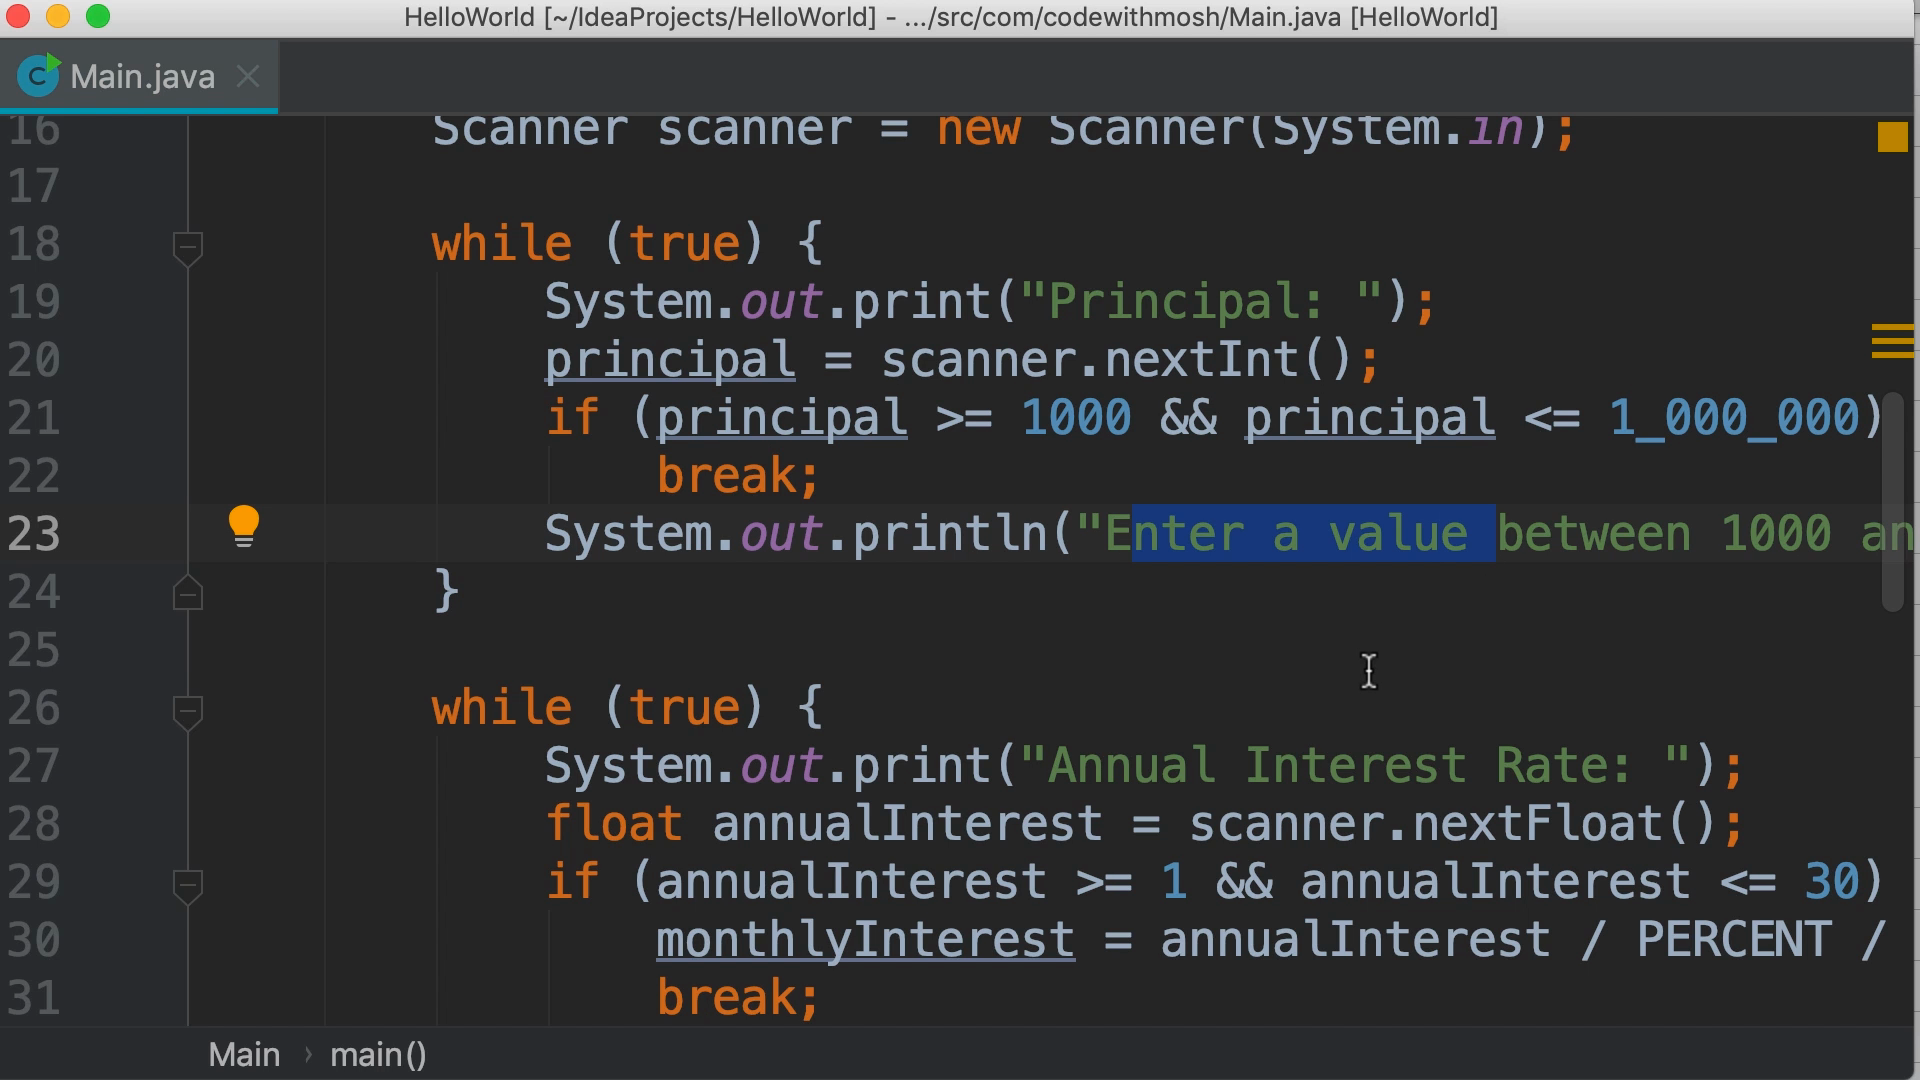 HelloWorld [~/IdeaProjects/HelloWorld] - .../src/com/codewithmosh/Main.java [HelloWorld]
C Main.java
16 Scanner scanner = new Scanner(System.in);
17
18 while (true) {
19 System.out.print("Principal: ");
20 principal = scanner.nextInt();
21 if (principal >= 1000 && principal <= 1_000_000)
22 break;
23 System.out.println("Enter a value between 1000 an
24 }
25
26 while (true) {
27 System.out.print("Annual Interest Rate: ");
28 float annualInterest = scanner.nextFloat();
29 if (annualInterest >= 1 && annualInterest <= 30)
30 monthlyInterest = annualInterest / PERCENT /
31 break;
Main › main()